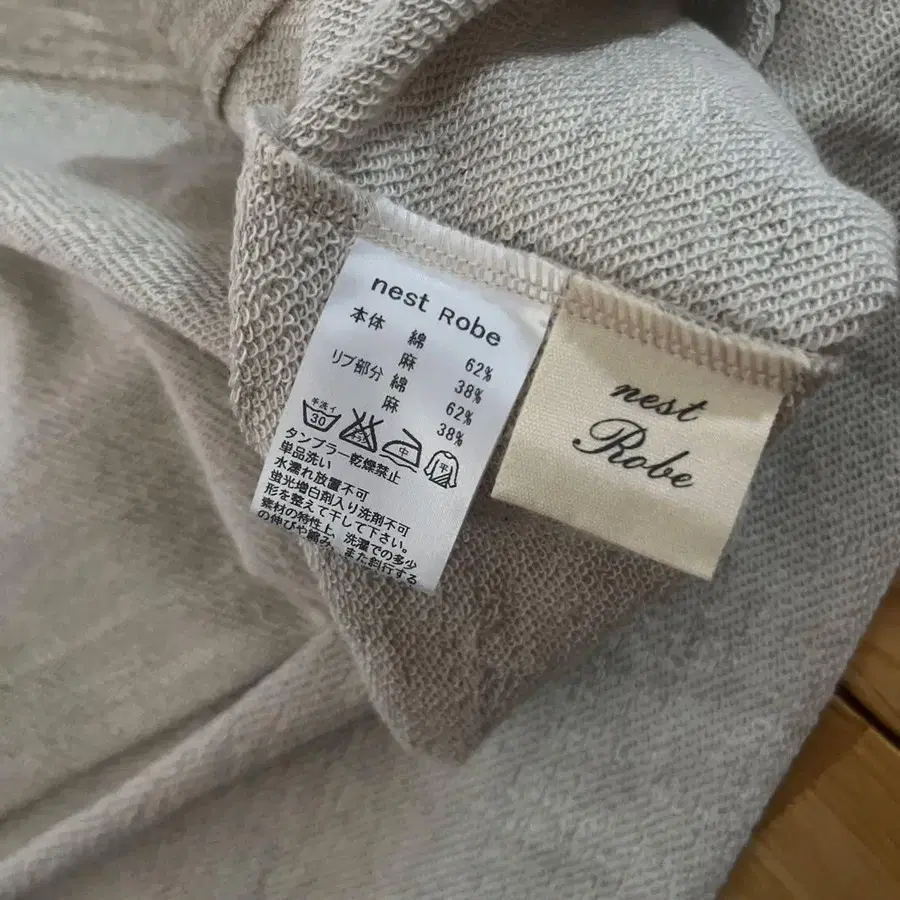 nest Robe
本体 綿 62%
麻 38%
リブ部分 綿 62%
麻 38%
手洗イ
30
中
平
タンブラー乾燥禁止
単品洗い
水濡れ放置不可
蛍光増白剤入り洗剤不可
形を整えて干して下さい。
素材の特性上、洗濯での多少
の伸びや縮み、また斜行する
nest
Robe